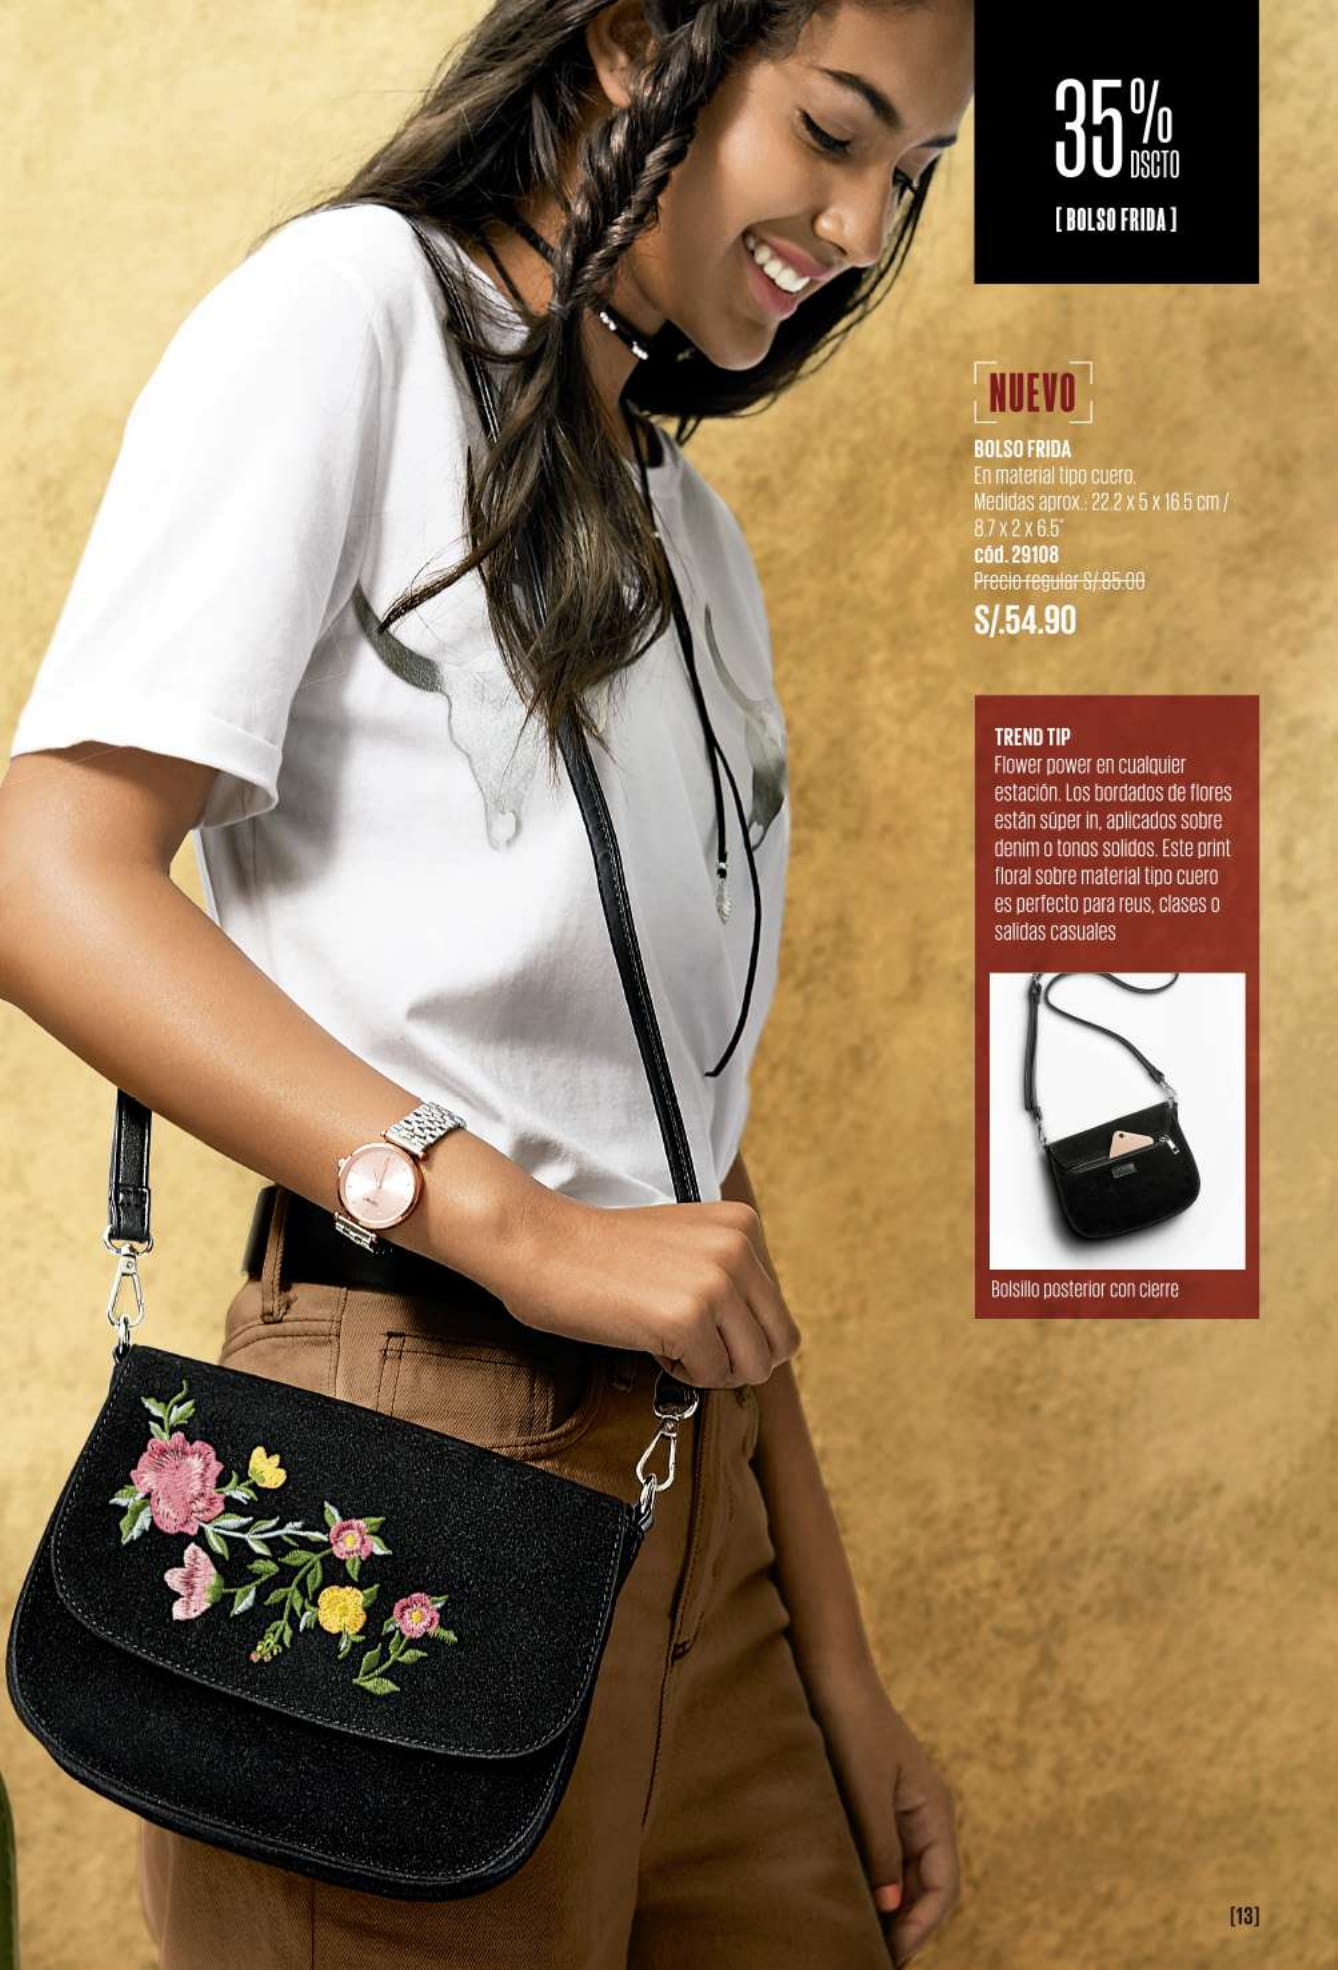 35%
DSCTO
[ BOLSO FRIDA ]
NUEVO
BOLSO FRIDA
En material tipo cuero.
Medidas aprox.: 22.2 x 5 x 16.5 cm /
8.7 x 2 x 6.5"
cód. 29108
Precio regular S/.85.00
S/.54.90
TREND TIP
Flower power en cualquier
estación. Los bordados de flores
están súper in, aplicados sobre
denim o tonos solidos. Este print
floral sobre material tipo cuero
es perfecto para reus, clases o
salidas casuales
Bolsillo posterior con cierre
[13]